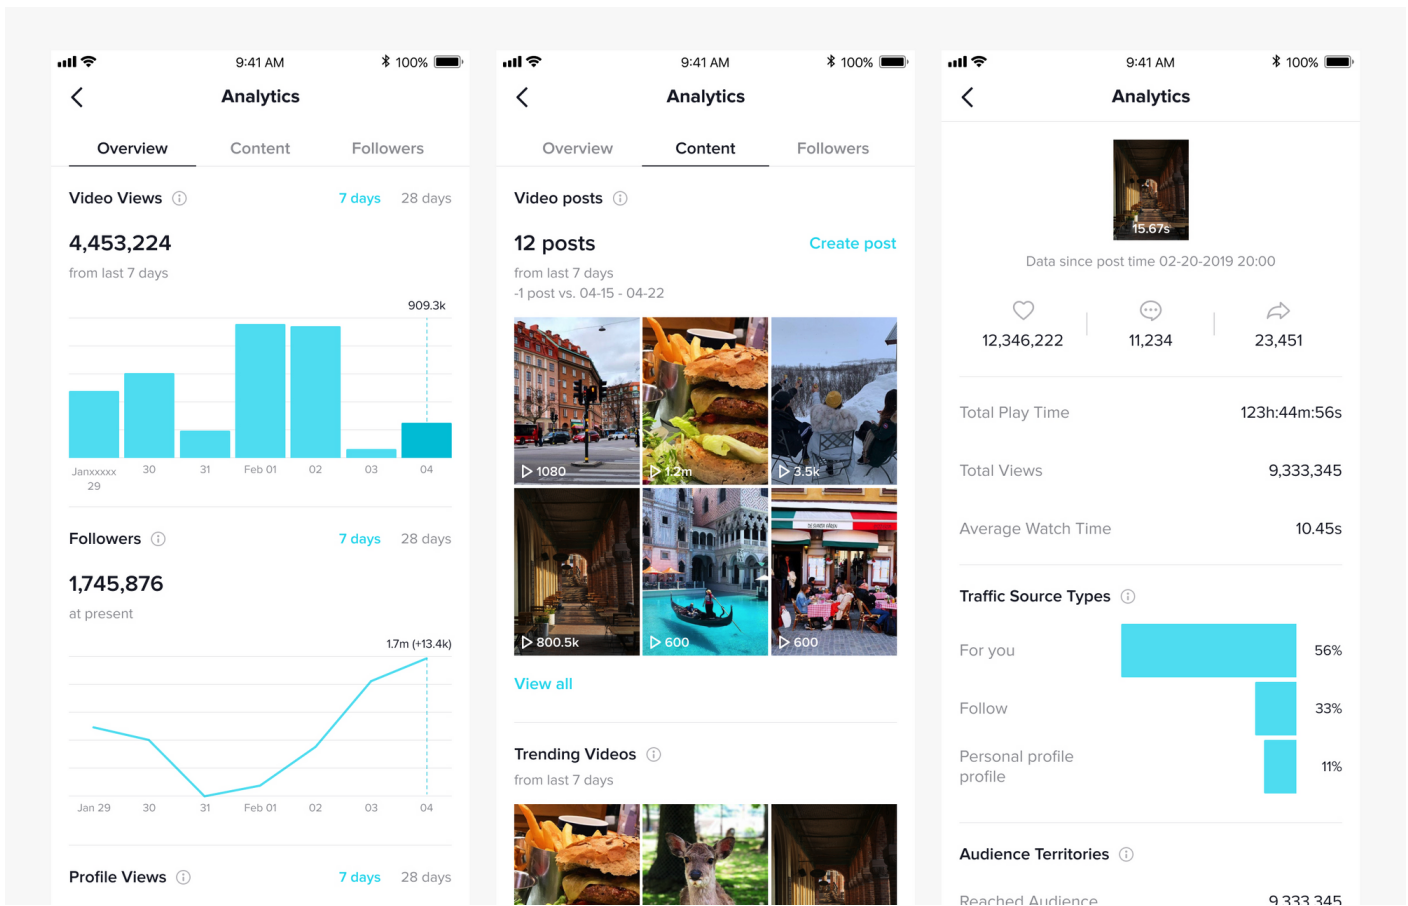 9:41 AM
100%
Analytics
Overview Content Followers
Video Views 7 days 28 days
4,453,224
from last 7 days
909.3k
Janxxxxx 29 30 31 Feb 01 02 03 04
Followers 7 days 28 days
1,745,876
at present
1.7m (+13.4k)
Jan 29 30 31 Feb 01 02 03 04
Profile Views 7 days 28 days
9:41 AM
100%
Analytics
Overview Content Followers
Video posts
12 posts Create post
from last 7 days
-1 post vs. 04-15 - 04-22
1080 1.2m 3.5k
800.5k 600 600
View all
Trending Videos
from last 7 days
9:41 AM
100%
Analytics
15.67s
Data since post time 02-20-2019 20:00
12,346,222 11,234 23,451
Total Play Time 123h:44m:56s
Total Views 9,333,345
Average Watch Time 10.45s
Traffic Source Types
For you 56%
Follow 33%
Personal profile
profile 11%
Audience Territories
Reached Audience 9,333,345